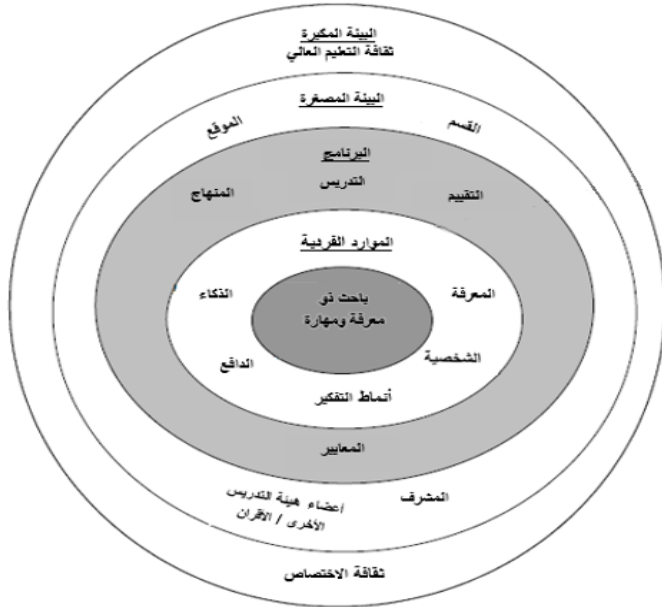 البيئة المكبرة
ثقافة التعليم العالي
البيئة المصغرة
القسم
الموقع
البرنامج
التدريس
التقييم
المنهاج
الموارد الفردية
المعرفة
الذكاء
باحث ذو
معرفة ومهارة
الشخصية
الدافع
أنماط التفكير
المعايير
المشرف
أعضاء هيئة التدريس
الأخرى / الأقران
ثقافة الاختصاص